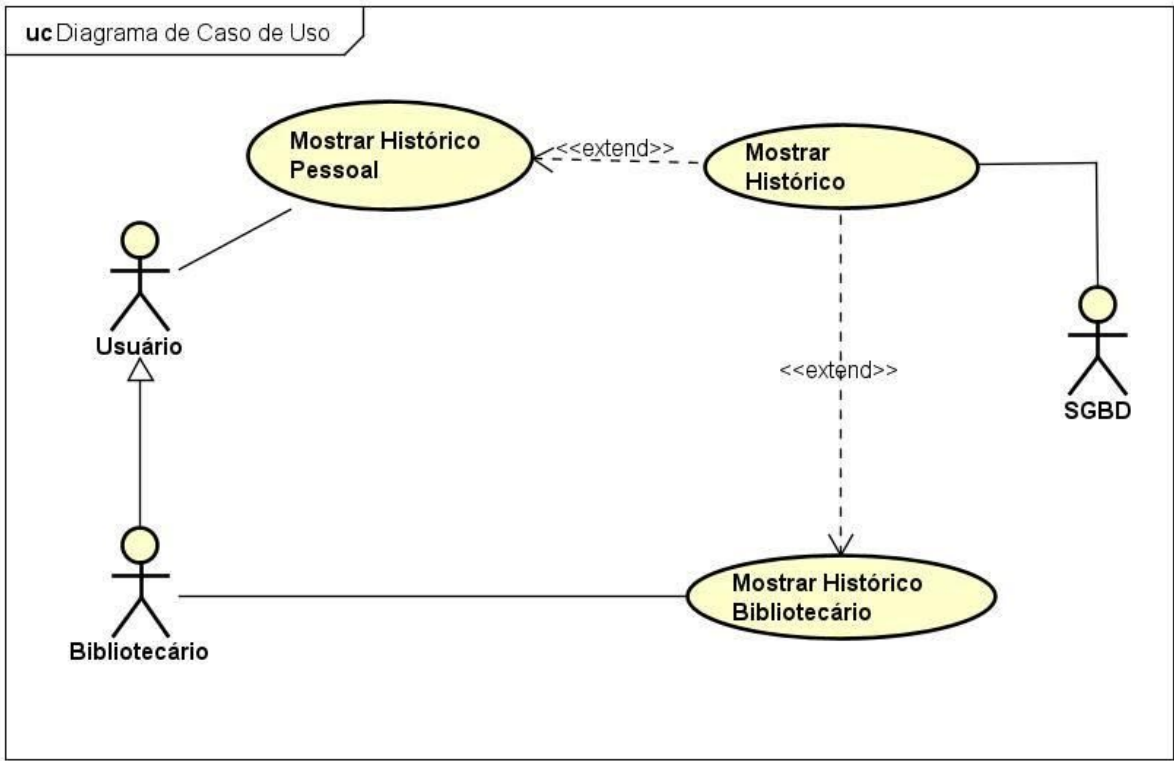 uc Diagrama de Caso de Uso
Mostrar Histórico
Pessoal
<<extend>>
Mostrar
Histórico
Usuário
<<extend>>
SGBD
Mostrar Histórico
Bibliotecário
Bibliotecário